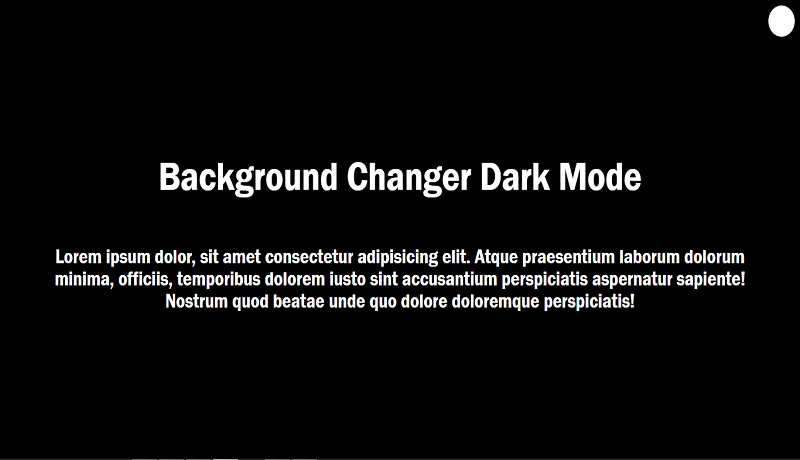 Background Changer Dark Mode
Lorem ipsum dolor, sit amet consectetur adipisicing elit. Atque praesentium laborum dolorum
minima, officiis, temporibus dolorem iusto sint accusantium perspiciatis aspernatur sapiente!
Nostrum quod beatae unde quo dolore doloremque perspiciatis!